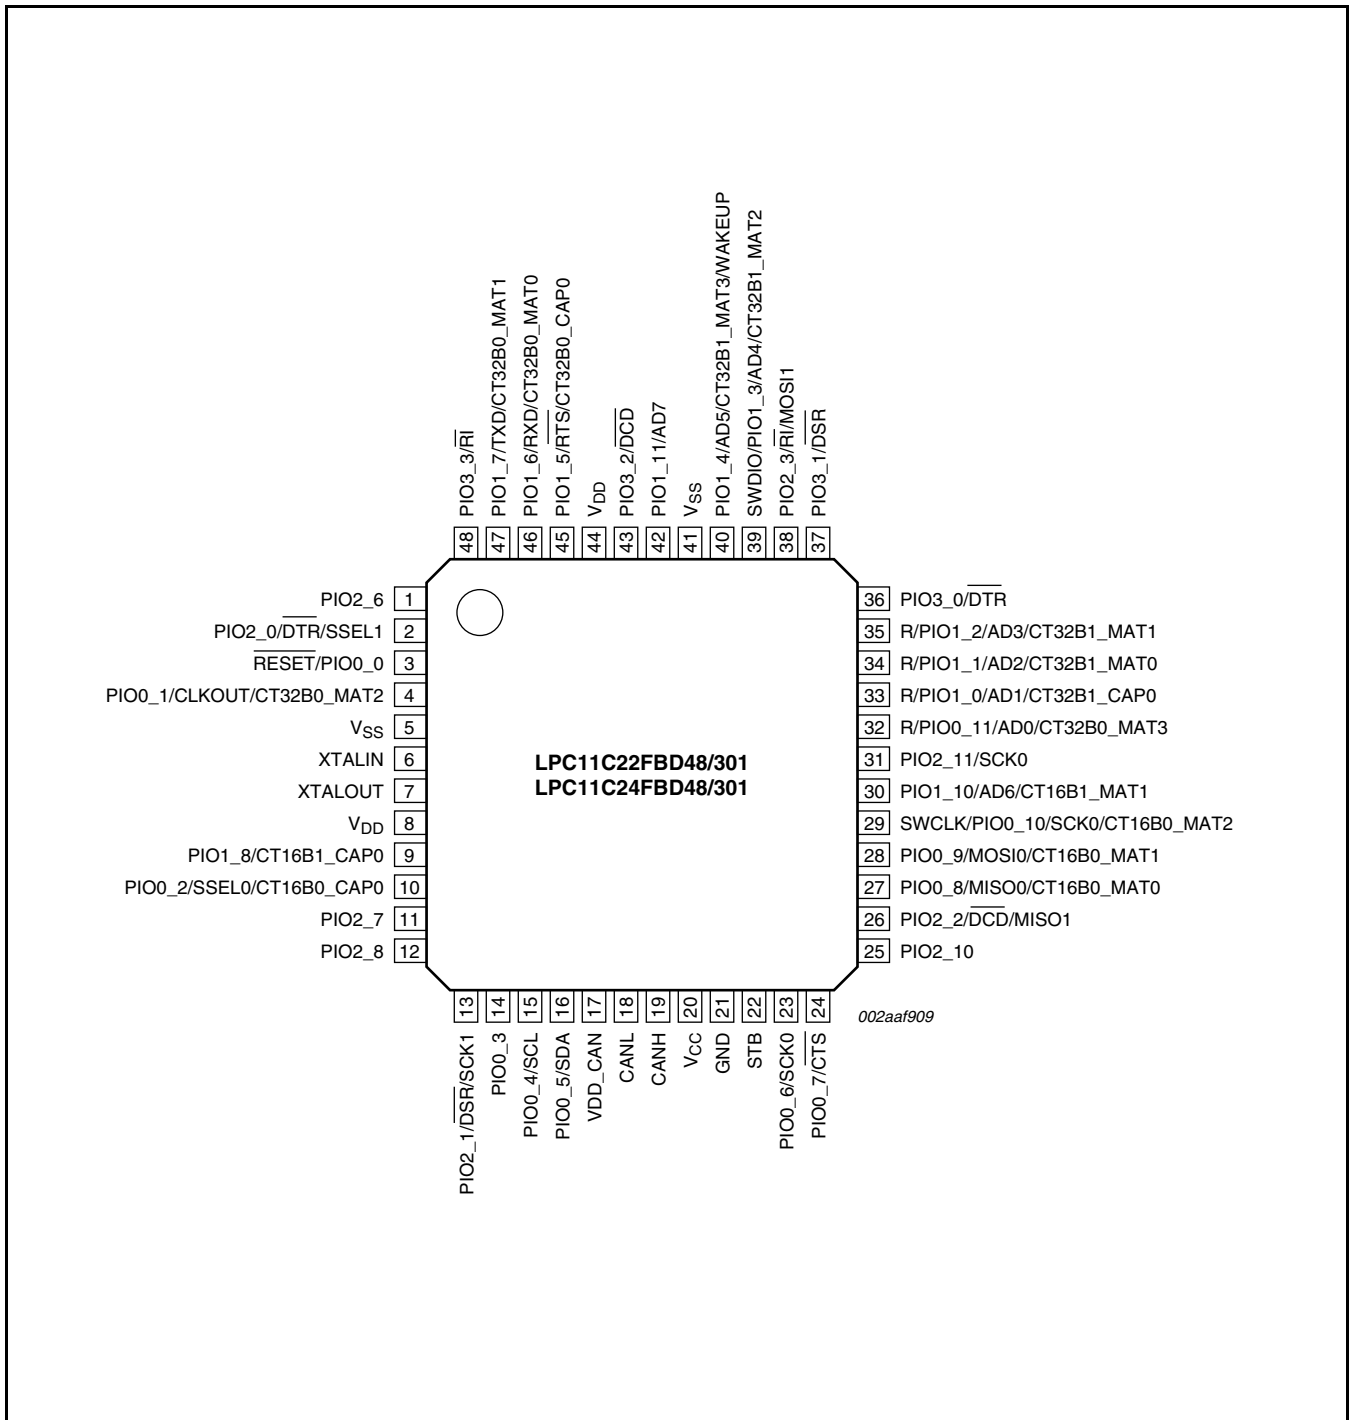 PIO3_3/RI
PIO1_7/TXD/CT32B0_MAT1
PIO1_6/RXD/CT32B0_MAT0
PIO1_5/RTS/CT32B0_CAP0
VDD
PIO3_2/DCD
PIO1_11/AD7
VSS
PIO1_4/AD5/CT32B1_MAT3/WAKEUP
SWDIO/PIO1_3/AD4/CT32B1_MAT2
PIO2_3/RI/MOSI1
PIO3_1/DSR
48 47 46 45 44 43 42 41 40 39 38 37
PIO2_6 1
PIO2_0/DTR/SSEL1 2
RESET/PIO0_0 3
PIO0_1/CLKOUT/CT32B0_MAT2 4
VSS 5
XTALIN 6
XTALOUT 7
VDD 8
PIO1_8/CT16B1_CAP0 9
PIO0_2/SSEL0/CT16B0_CAP0 10
PIO2_7 11
PIO2_8 12
LPC11C22FBD48/301
LPC11C24FBD48/301
36 PIO3_0/DTR
35 R/PIO1_2/AD3/CT32B1_MAT1
34 R/PIO1_1/AD2/CT32B1_MAT0
33 R/PIO1_0/AD1/CT32B1_CAP0
32 R/PIO0_11/AD0/CT32B0_MAT3
31 PIO2_11/SCK0
30 PIO1_10/AD6/CT16B1_MAT1
29 SWCLK/PIO0_10/SCK0/CT16B0_MAT2
28 PIO0_9/MOSI0/CT16B0_MAT1
27 PIO0_8/MISO0/CT16B0_MAT0
26 PIO2_2/DCD/MISO1
25 PIO2_10
13 14 15 16 17 18 19 20 21 22 23 24
PIO2_1/DSR/SCK1
PIO0_3
PIO0_4/SCL
PIO0_5/SDA
VDD_CAN
CANL
CANH
VCC
GND
STB
PIO0_6/SCK0
PIO0_7/CTS
002aaf909